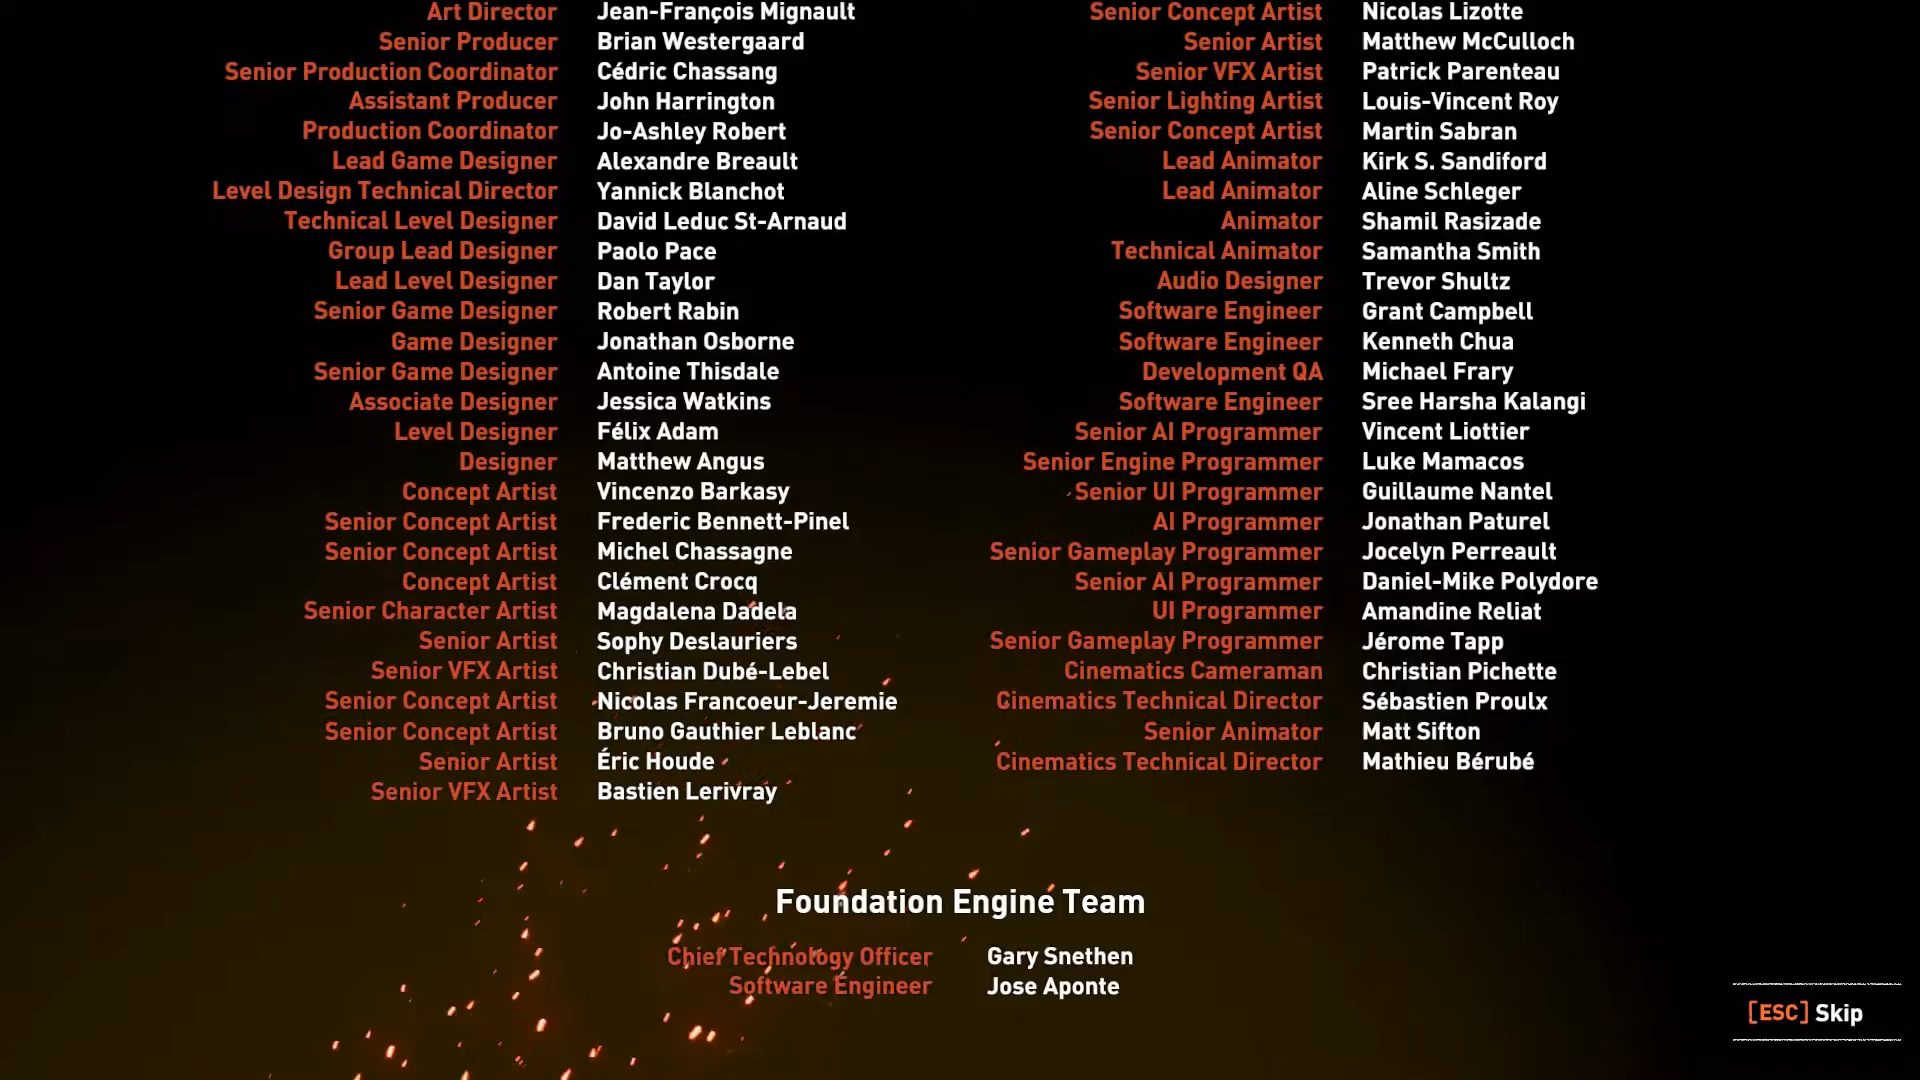 Art Director Jean-François Mignault
Senior Producer Brian Westergaard
Senior Production Coordinator Cédric Chassang
Assistant Producer John Harrington
Production Coordinator Jo-Ashley Robert
Lead Game Designer Alexandre Breault
Level Design Technical Director Yannick Blanchot
Technical Level Designer David Leduc St-Arnaud
Group Lead Designer Paolo Pace
Lead Level Designer Dan Taylor
Senior Game Designer Robert Rabin
Game Designer Jonathan Osborne
Senior Game Designer Antoine Thisdale
Associate Designer Jessica Watkins
Level Designer Félix Adam
Designer Matthew Angus
Concept Artist Vincenzo Barkasy
Senior Concept Artist Frederic Bennett-Pinel
Senior Concept Artist Michel Chassagne
Concept Artist Clément Crocq
Senior Character Artist Magdalena Dadela
Senior Artist Sophy Deslauriers
Senior VFX Artist Christian Dubé-Lebel
Senior Concept Artist Nicolas Francoeur-Jeremie
Senior Concept Artist Bruno Gauthier Leblanc
Senior Artist Éric Houde
Senior VFX Artist Bastien Lerivray
Senior Concept Artist Nicolas Lizotte
Senior Artist Matthew McCulloch
Senior VFX Artist Patrick Parenteau
Senior Lighting Artist Louis-Vincent Roy
Senior Concept Artist Martin Sabran
Lead Animator Kirk S. Sandiford
Lead Animator Aline Schleger
Animator Shamil Rasizade
Technical Animator Samantha Smith
Audio Designer Trevor Shultz
Software Engineer Grant Campbell
Software Engineer Kenneth Chua
Development QA Michael Frary
Software Engineer Sree Harsha Kalangi
Senior AI Programmer Vincent Liottier
Senior Engine Programmer Luke Mamacos
Senior UI Programmer Guillaume Nantel
AI Programmer Jonathan Paturel
Senior Gameplay Programmer Jocelyn Perreault
Senior AI Programmer Daniel-Mike Polydore
UI Programmer Amandine Reliat
Senior Gameplay Programmer Jérome Tapp
Cinematics Cameraman Christian Pichette
Cinematics Technical Director Sébastien Proulx
Senior Animator Matt Sifton
Cinematics Technical Director Mathieu Bérubé
Foundation Engine Team
Chief Technology Officer Gary Snethen
Software Engineer Jose Aponte
[ESC] Skip